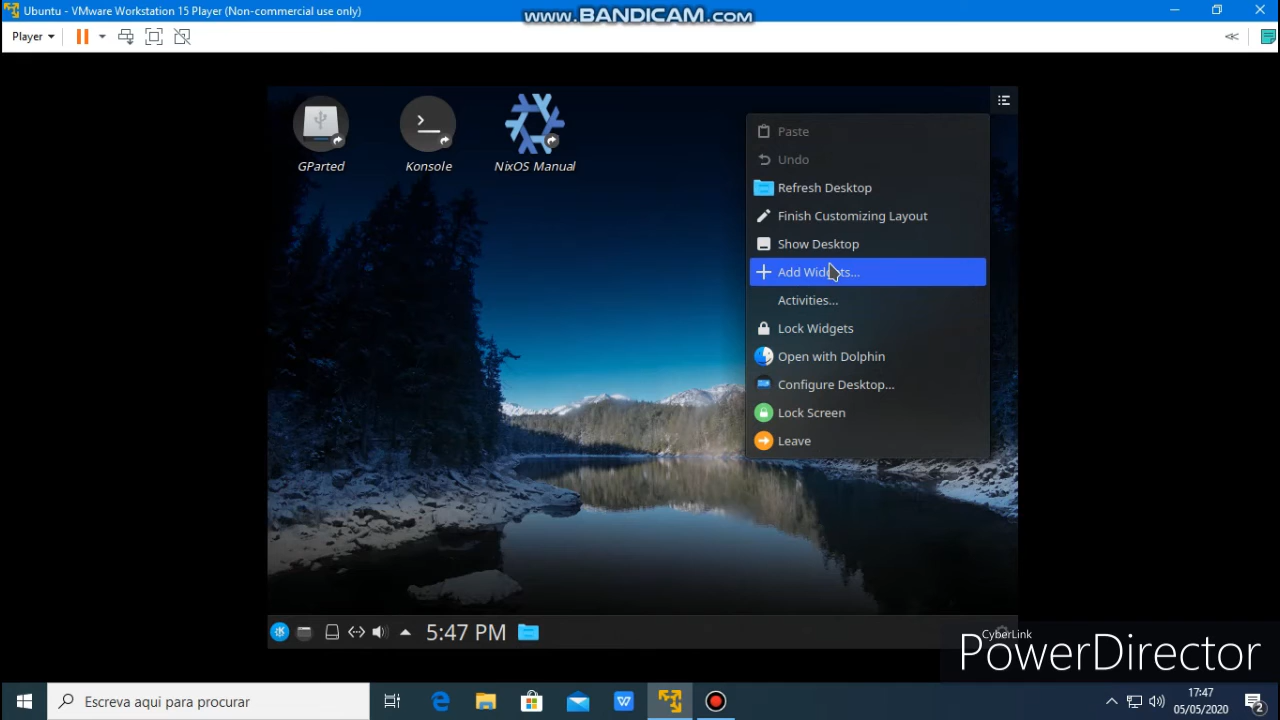 Ubuntu - VMware Workstation 15 Player (Non-commercial use only)
www.BANDICAM.com
Player
GParted
Konsole
NixOS Manual
Paste
Undo
Refresh Desktop
Finish Customizing Layout
Show Desktop
Add Widgets...
Activities...
Lock Widgets
Open with Dolphin
Configure Desktop...
Lock Screen
Leave
5:47 PM
CyberLink
PowerDirector
Escreva aqui para procurar
17:47
05/05/2020
2